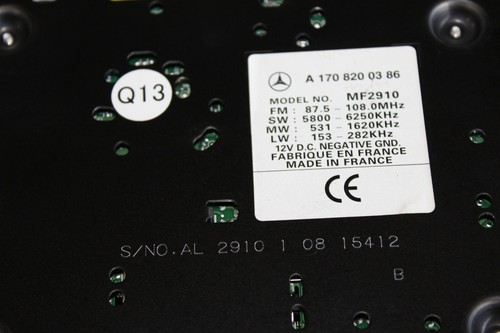 Q13
A 170 820 03 86
MODEL NO. MF2910
FM : 87.5 - 108.0MHz
SW : 5800 - 6250KHz
MW : 531 - 1620KHz
LW : 153 - 282KHz
12V D.C. NEGATIVE GND.
FABRIQUE EN FRANCE
MADE IN FRANCE
CE
S/NO.AL 2910 1 08 15412
B